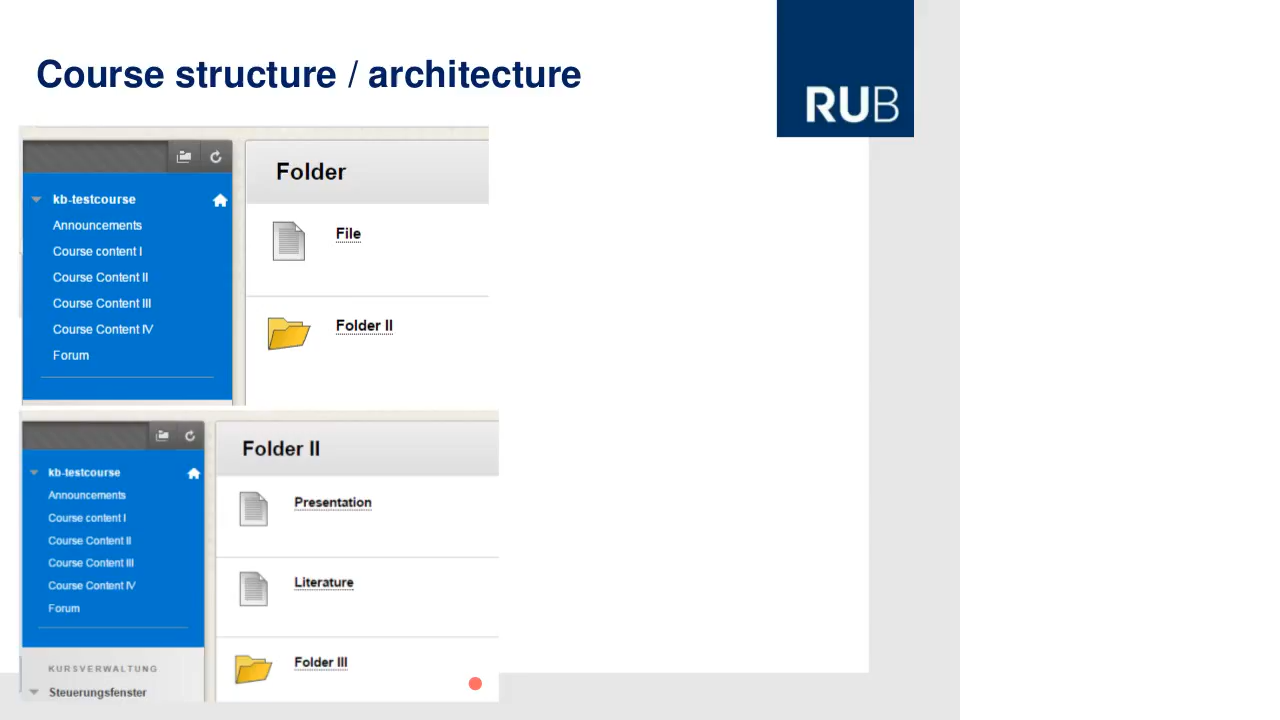 Course structure / architecture
RUB
Folder
kb-testcourse
Announcements
Course content I
Course Content II
Course Content III
Course Content IV
Forum
File
Folder II
Folder II
kb-testcourse
Announcements
Course content I
Course Content II
Course Content III
Course Content IV
Forum
KURSVERWALTUNG
Steuerungsfenster
Presentation
Literature
Folder III